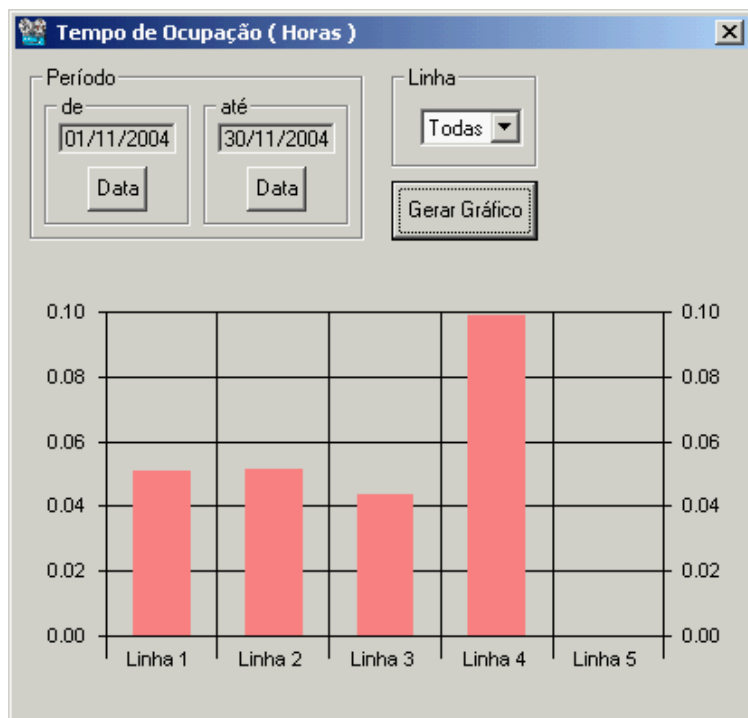 Tempo de Ocupação ( Horas )
Período
de
01/11/2004
Data
até
30/11/2004
Data
Linha
Todas
Gerar Gráfico
0.10 0.10
0.08 0.08
0.06 0.06
0.04 0.04
0.02 0.02
0.00 0.00
Linha 1 Linha 2 Linha 3 Linha 4 Linha 5